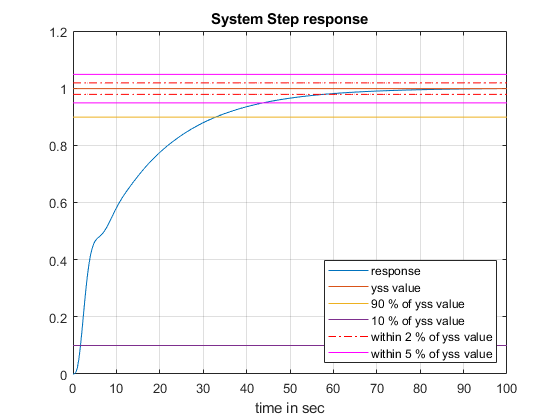 System Step response
1.2
1
0.8
0.6
0.4
0.2
0
0 10 20 30 40 50 60 70 80 90 100
time in sec
response
yss value
90 % of yss value
10 % of yss value
within 2 % of yss value
within 5 % of yss value